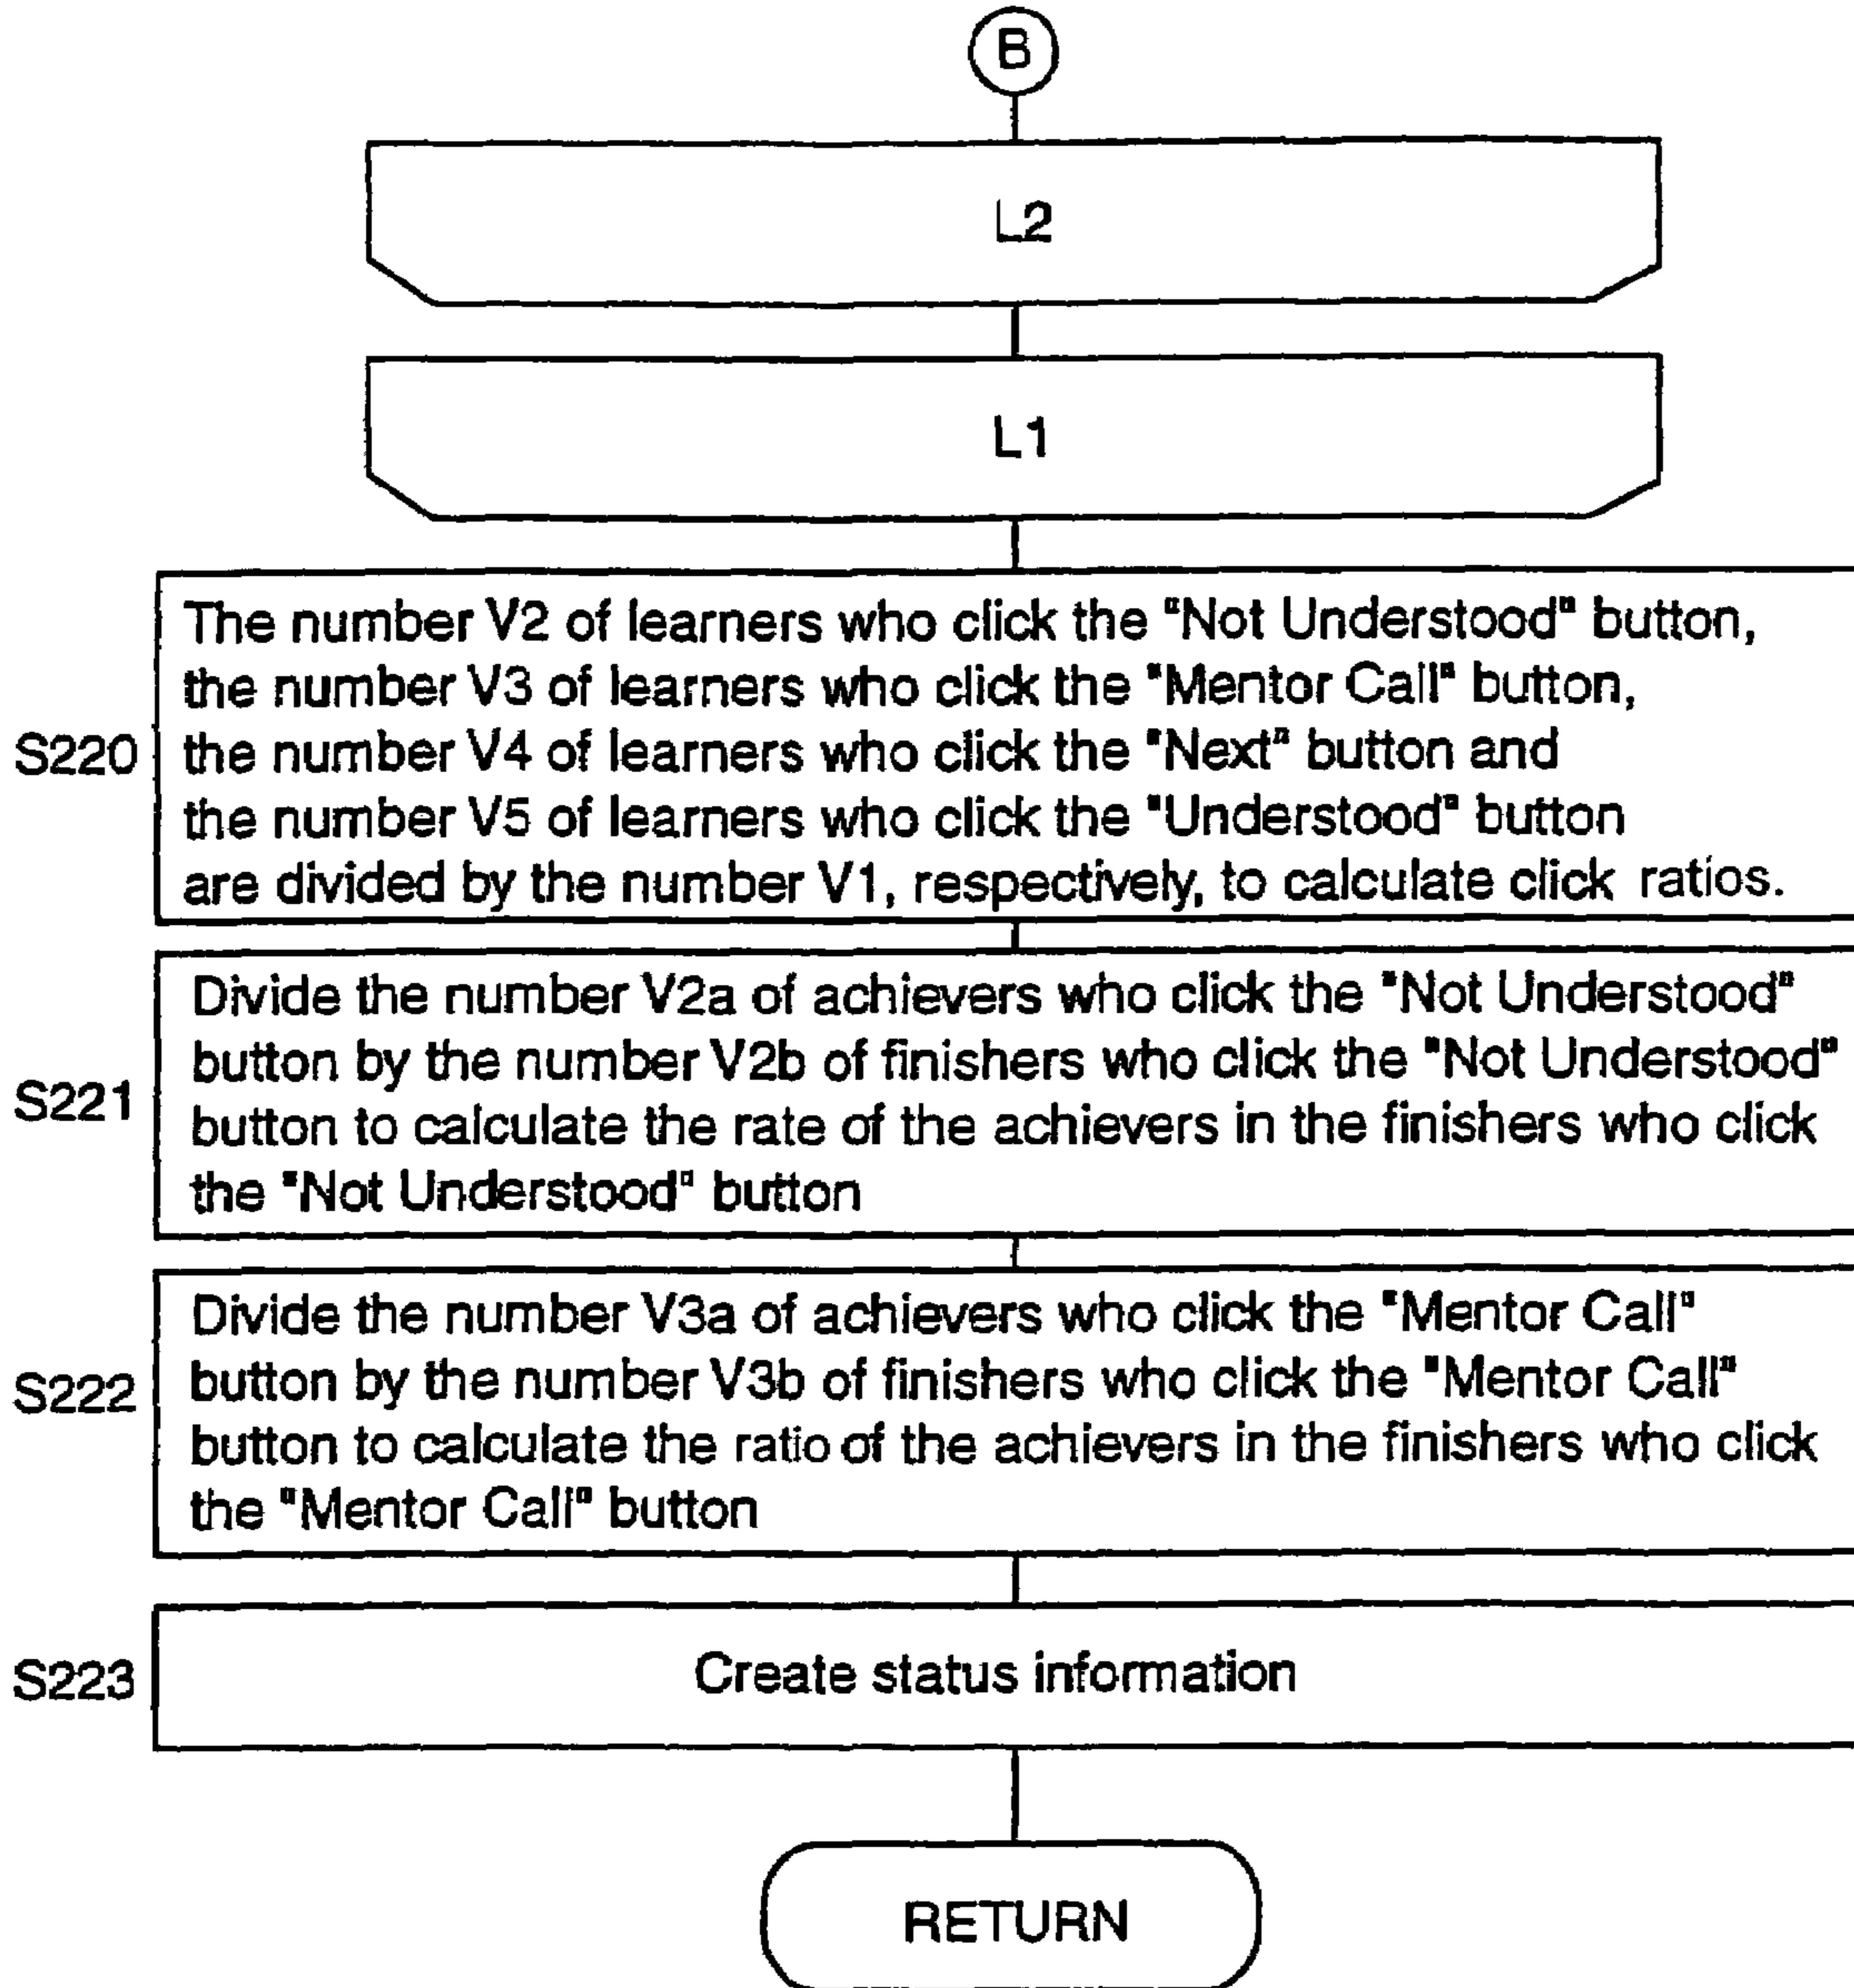 B
L2
L1
S220
The number V2 of learners who click the "Not Understood" button,
the number V3 of learners who click the "Mentor Call" button,
the number V4 of learners who click the "Next" button and
the number V5 of learners who click the "Understood" button
are divided by the number V1, respectively, to calculate click ratios.
S221
Divide the number V2a of achievers who click the "Not Understood"
button by the number V2b of finishers who click the "Not Understood"
button to calculate the rate of the achievers in the finishers who click
the "Not Understood" button
S222
Divide the number V3a of achievers who click the "Mentor Call"
button by the number V3b of finishers who click the "Mentor Call"
button to calculate the ratio of the achievers in the finishers who click
the "Mentor Call" button
S223
Create status information
RETURN